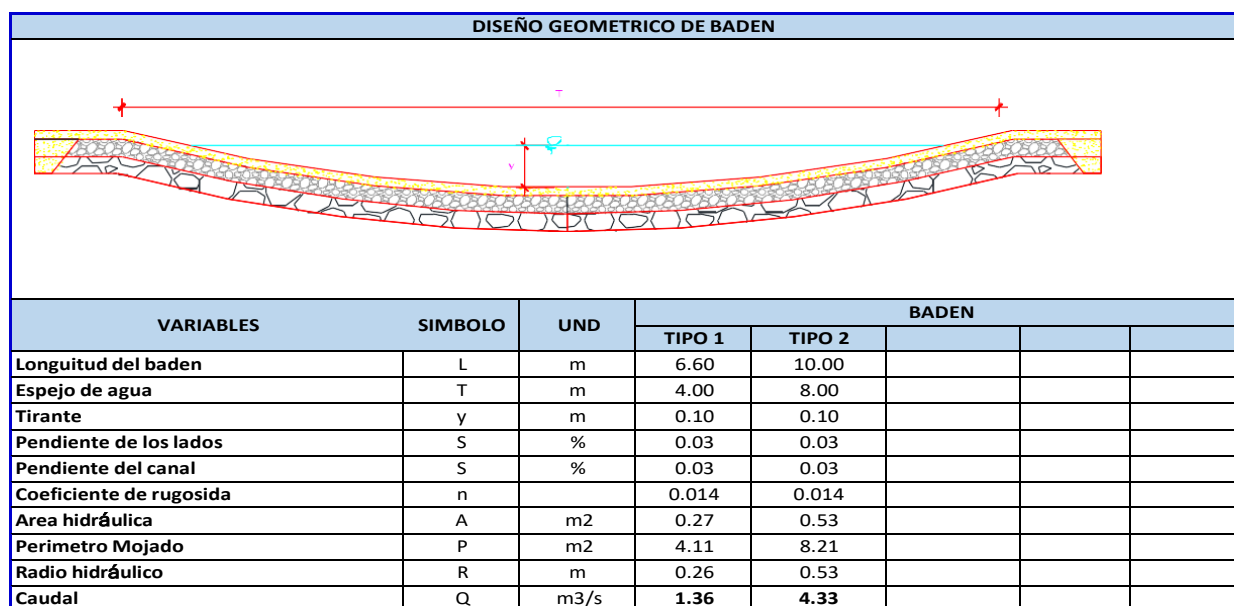 DISEÑO GEOMETRICO DE BADEN
T
y
VARIABLES SIMBOLO UND BADEN
TIPO 1 TIPO 2
Longuitud del baden L m 6.60 10.00
Espejo de agua T m 4.00 8.00
Tirante y m 0.10 0.10
Pendiente de los lados S % 0.03 0.03
Pendiente del canal S % 0.03 0.03
Coeficiente de rugosida n 0.014 0.014
Area hidráulica A m2 0.27 0.53
Perimetro Mojado P m2 4.11 8.21
Radio hidráulico R m 0.26 0.53
Caudal Q m3/s 1.36 4.33